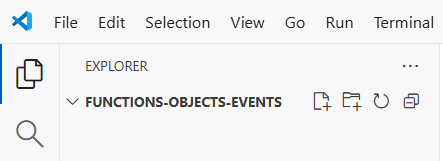 File Edit Selection View Go Run Terminal
EXPLORER
FUNCTIONS-OBJECTS-EVENTS